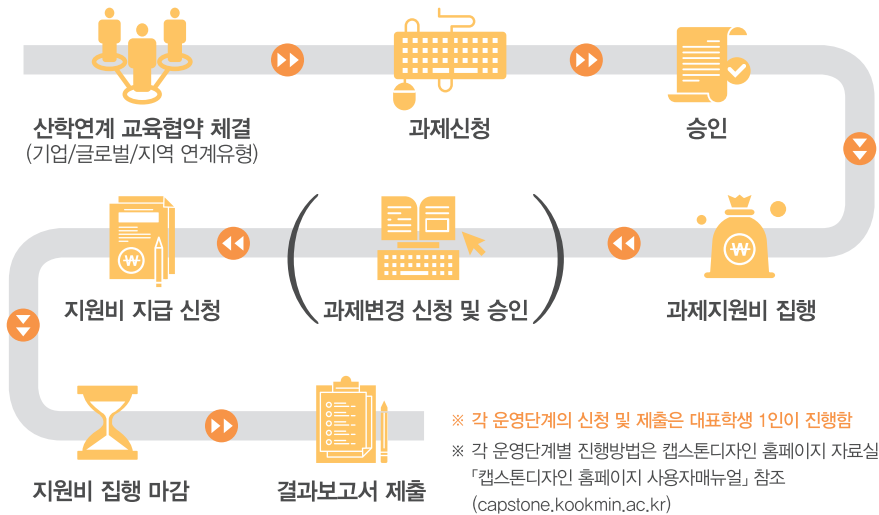 산학연계 교육협약 체결
(기업/글로벌/지역 연계유형)
과제신청
승인
과제지원비 집행
(과제변경 신청 및 승인)
지원비 지급 신청
지원비 집행 마감
결과보고서 제출
※ 각 운영단계의 신청 및 제출은 대표학생 1인이 진행함
※ 각 운영단계별 진행방법은 캡스톤디자인 홈페이지 자료실
「캡스톤디자인 홈페이지 사용자매뉴얼」 참조
(capstone.kookmin.ac.kr)